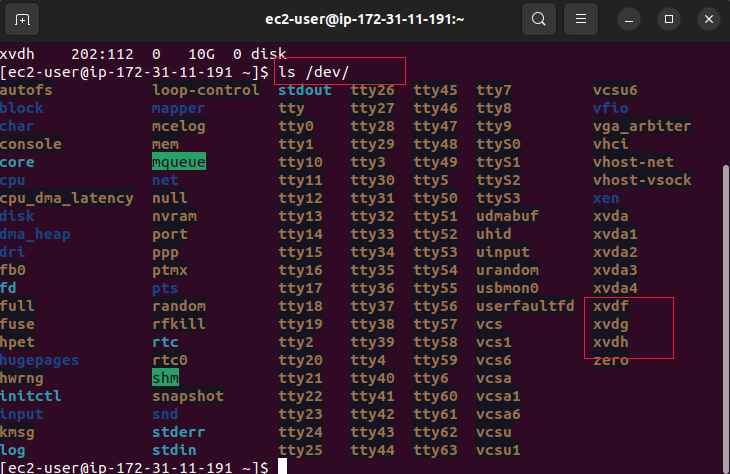 ec2-user@ip-172-31-11-191:~
xvdh    202:112  0   10G  0 disk
[ec2-user@ip-172-31-11-191 ~]$ ls /dev/
autofs           loop-control  stdout  tty26  tty45  tty7         vcsu6
block            mapper        tty     tty27  tty46  tty8         vfio
char             mcelog        tty0    tty28  tty47  tty9         vga_arbiter
console          mem           tty1    tty29  tty48  ttyS0        vhci
core             mqueue        tty10   tty3   tty49  ttyS1        vhost-net
cpu              net           tty11   tty30  tty5   ttyS2        vhost-vsock
cpu_dma_latency  null          tty12   tty31  tty50  ttyS3        xen
disk             nvram         tty13   tty32  tty51  udmabuf      xvda
dma_heap         port          tty14   tty33  tty52  uhid         xvda1
dri              ppp           tty15   tty34  tty53  uinput       xvda2
fb0              ptmx          tty16   tty35  tty54  urandom      xvda3
fd               pts           tty17   tty36  tty55  usbmon0      xvda4
full             random        tty18   tty37  tty56  userfaultfd  xvdf
fuse             rfkill        tty19   tty38  tty57  vcs          xvdg
hpet             rtc           tty2    tty39  tty58  vcs1         xvdh
hugepages        rtc0          tty20   tty4   tty59  vcs6         zero
hwrng            shm           tty21   tty40  tty6   vcsa
initctl          snapshot      tty22   tty41  tty60  vcsa1
input            snd           tty23   tty42  tty61  vcsa6
kmsg             stderr        tty24   tty43  tty62  vcsu
log              stdin         tty25   tty44  tty63  vcsu1
[ec2-user@ip-172-31-11-191 ~]$